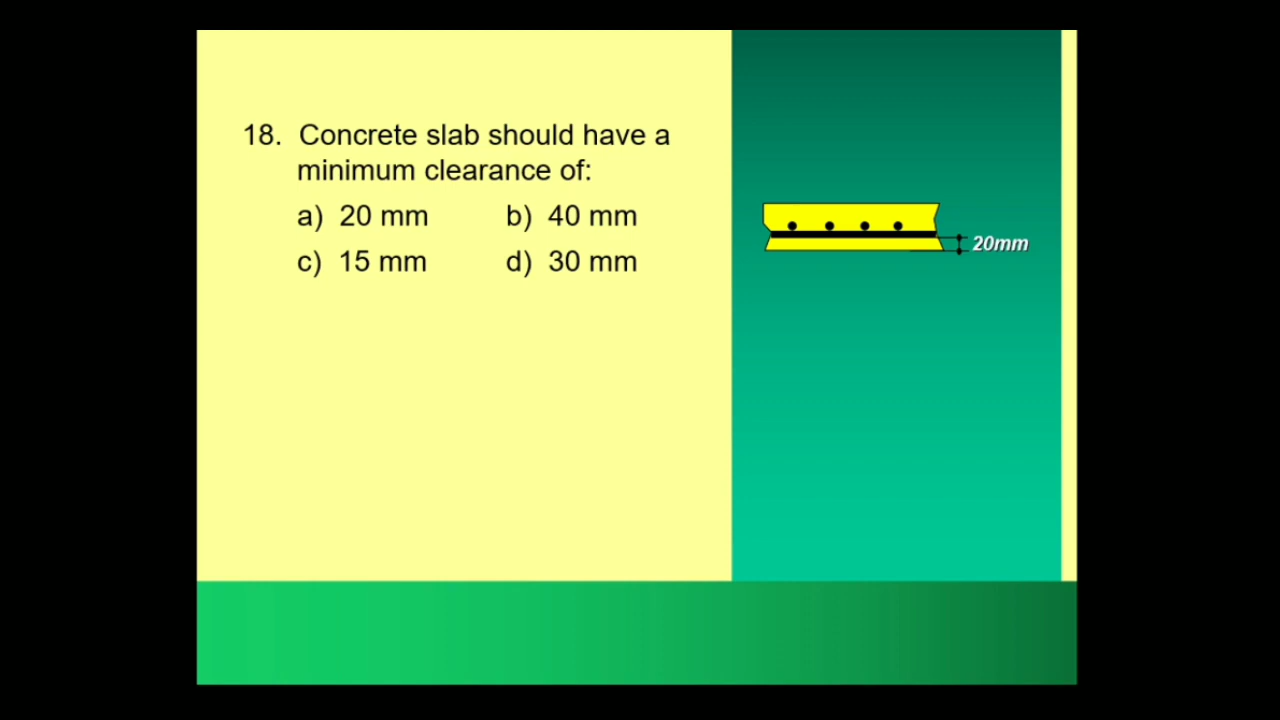 18. Concrete slab should have a
minimum clearance of:
a) 20 mm b) 40 mm
c) 15 mm d) 30 mm
20mm